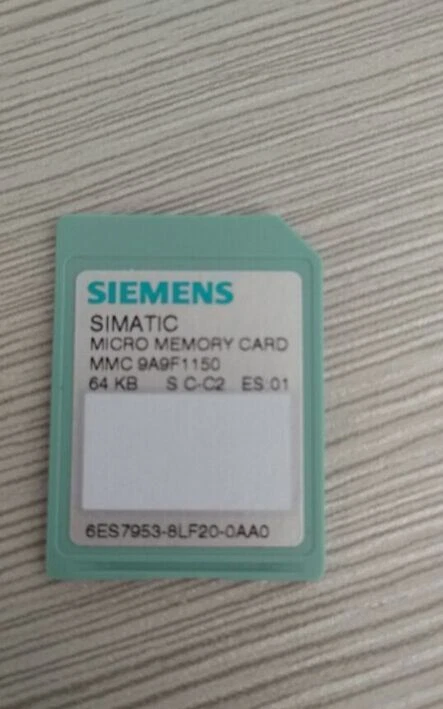 SIEMENS
SIMATIC
MICRO MEMORY CARD
MMC 9A9F1150
64 KB S C-C2 ES:01
6ES7953-8LF20-0AA0